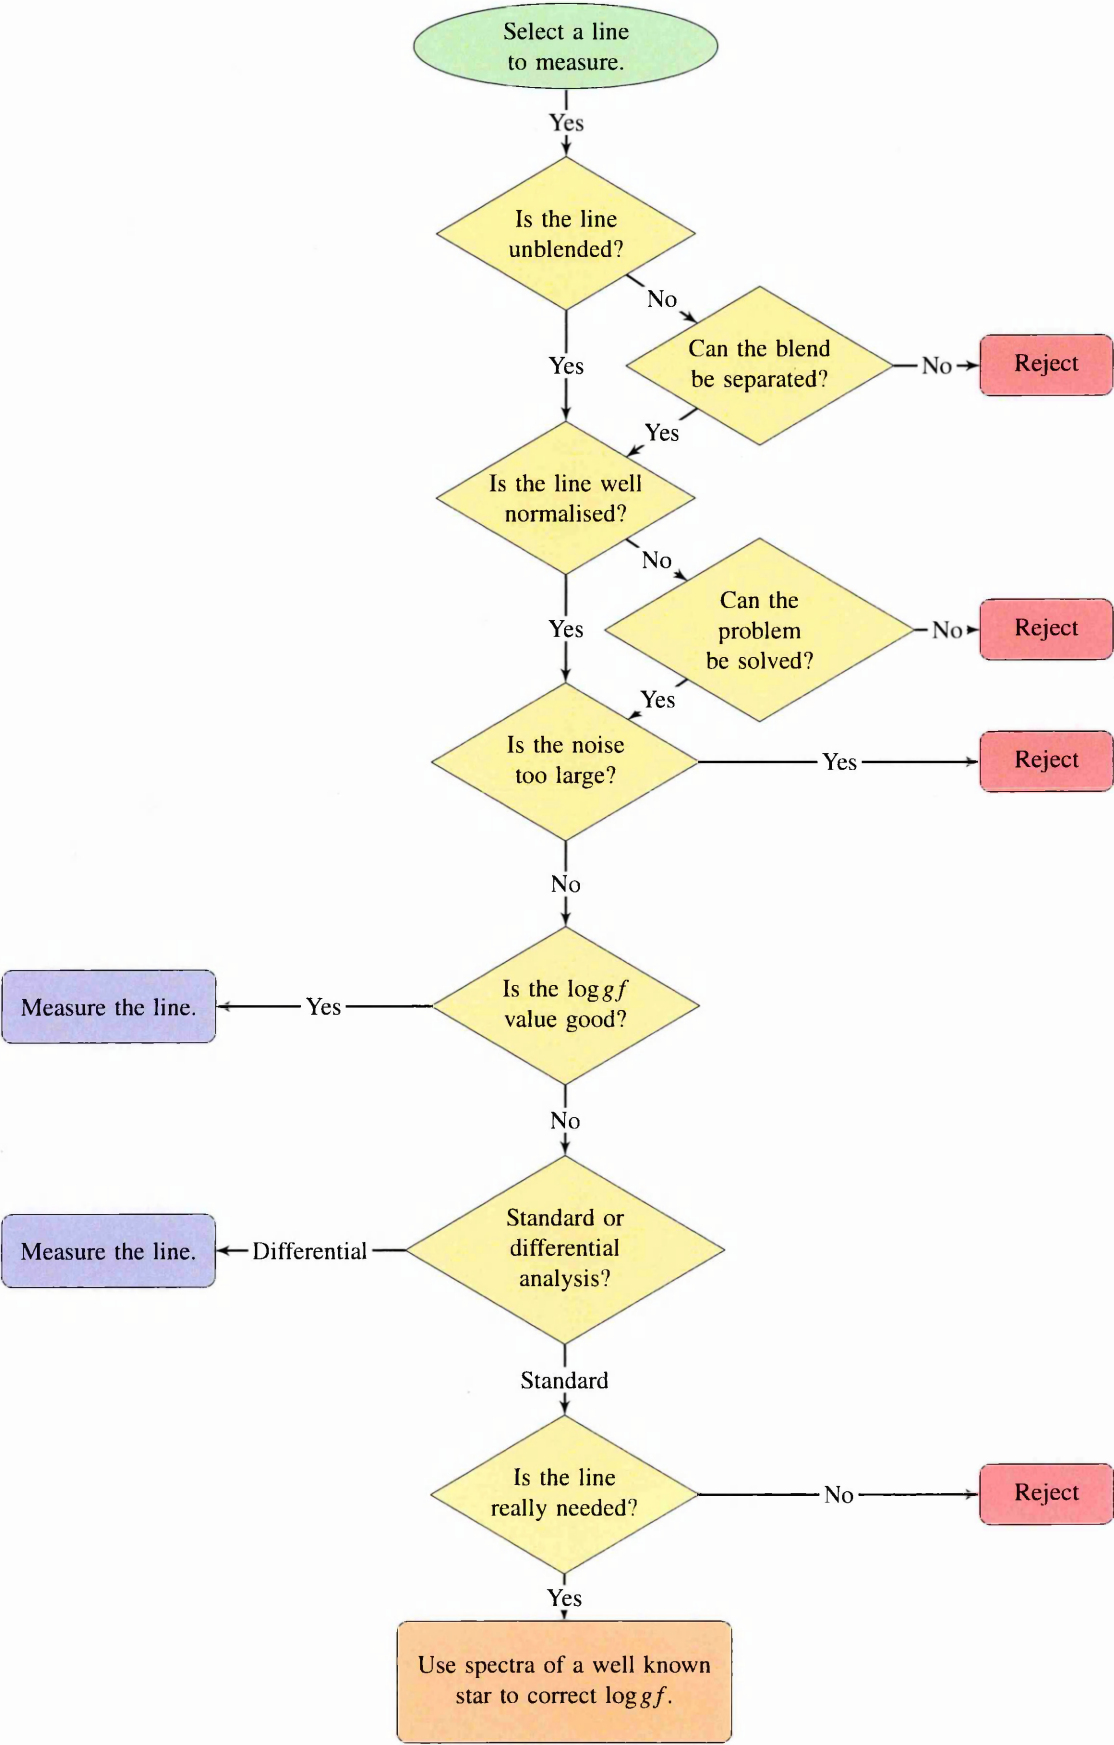 Select a line
to measure.
Yes
Is the line
unblended?
No
Can the blend
be separated?
No
Reject
Yes
Yes
Is the line well
normalised?
No
Can the
problem
be solved?
No
Reject
Yes
Yes
Is the noise
too large?
Yes
Reject
No
Is the log gf
value good?
Yes
Measure the line.
No
Standard or
differential
analysis?
Differential
Measure the line.
Standard
Is the line
really needed?
No
Reject
Yes
Use spectra of a well known
star to correct log gf.